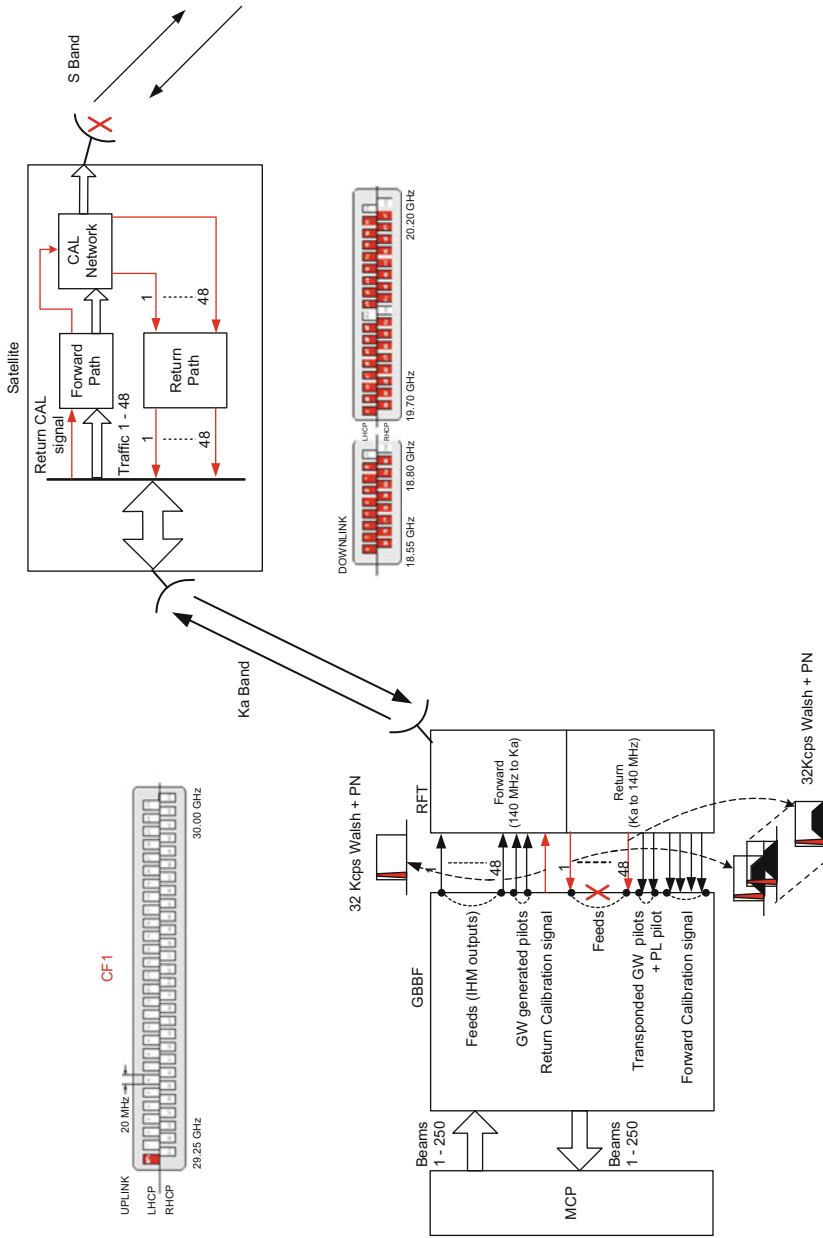 UPLINK
LHCP
RHCP
20 MHz
29.25 GHz
CF1
30.00 GHz
Satellite
Return CAL
signal
Forward
Path
CAL
Network
Traffic 1 - 48
1
48
Return
Path
1
48
S Band
Ka Band
DOWNLINK
LHCP
RHCP
18.55 GHz
18.80 GHz
19.70 GHz
20.20 GHz
MCP
Beams
1 - 250
Beams
1 - 250
GBBF
Feeds (IHM outputs)
GW generated pilots
Return Calibration signal
Feeds
Transponded GW pilots
+ PL pilot
Forward Calibration signal
48
1
48
RFT
Forward
(140 MHz to Ka)
Return
(Ka to 140 MHz)
32 Kcps Walsh + PN
32Kcps Walsh + PN